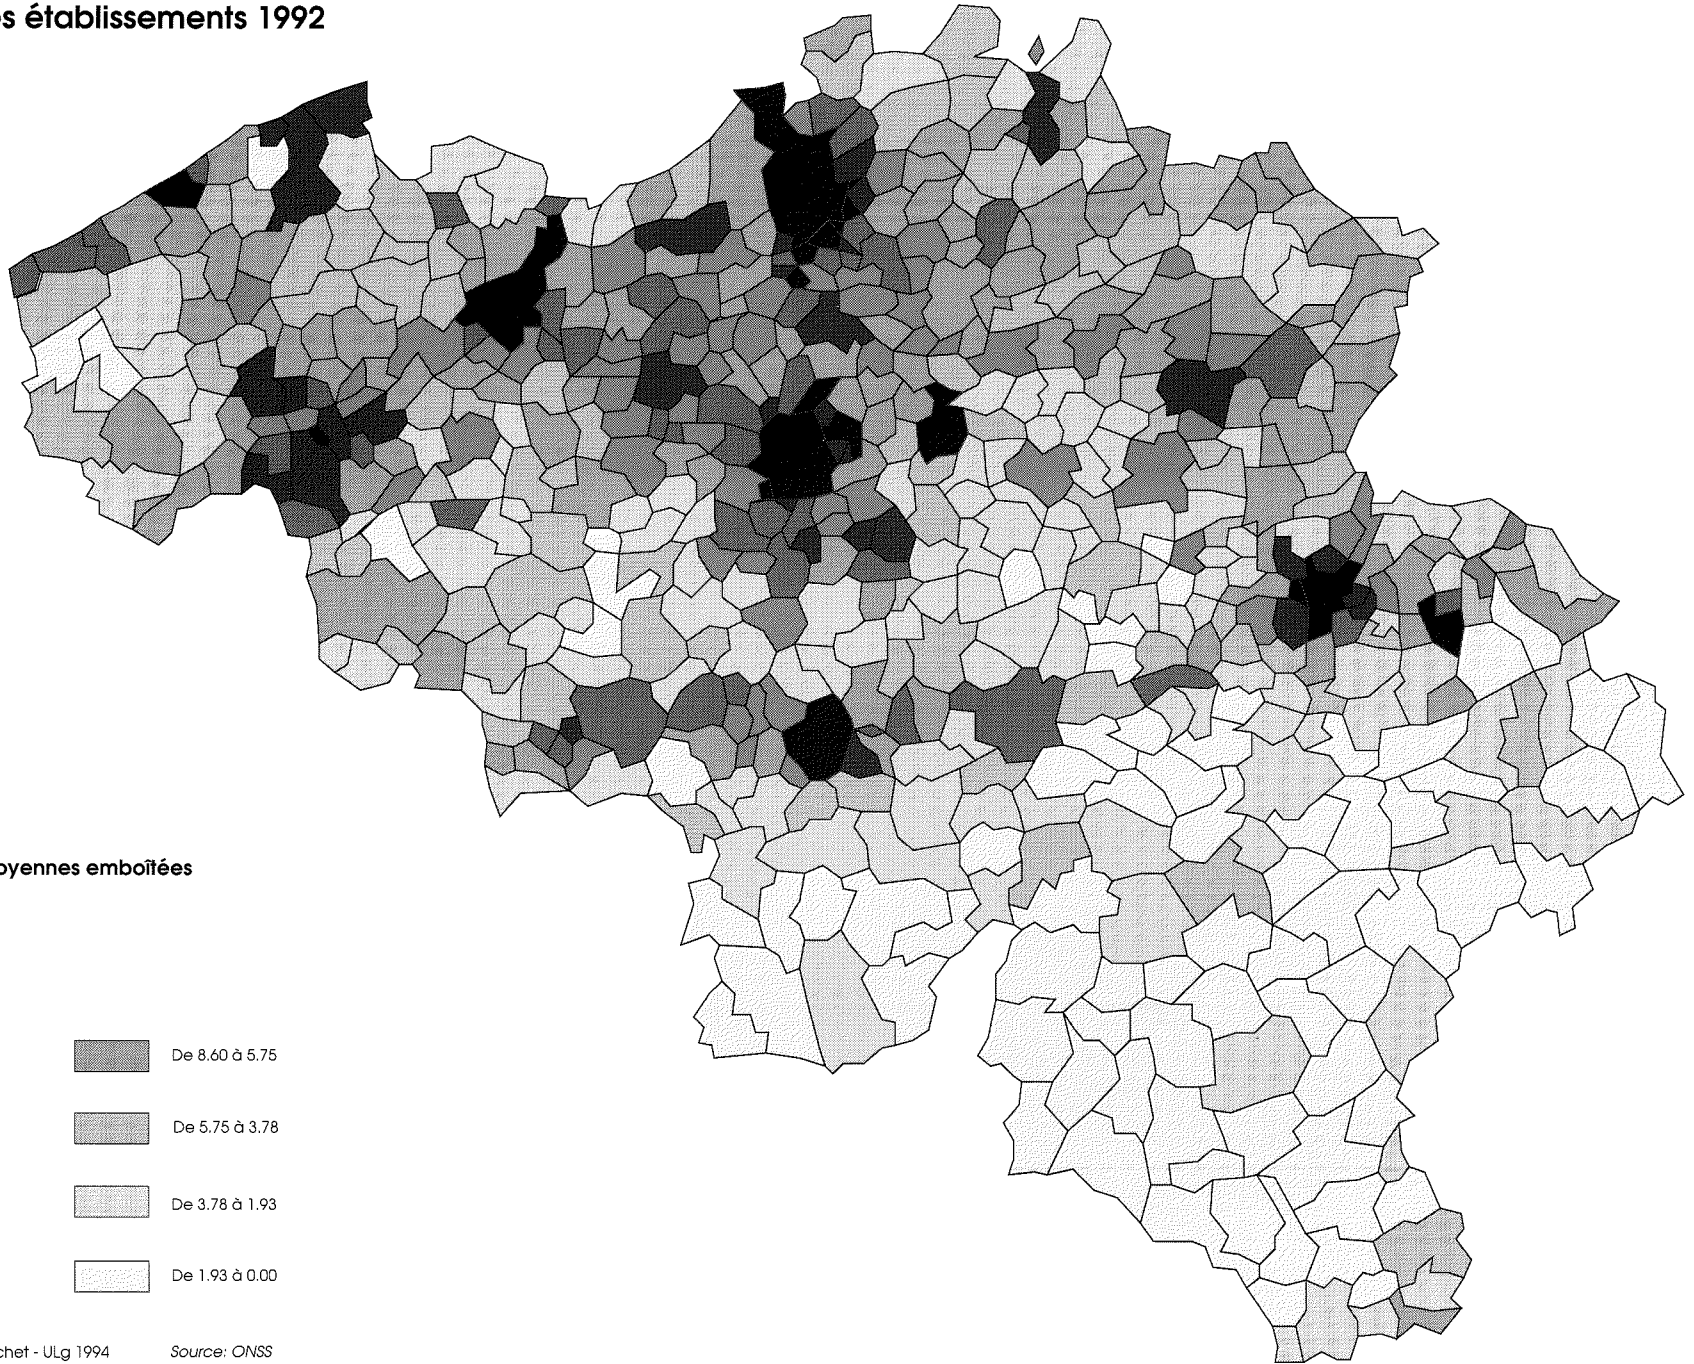 s établissements 1992
oyennes emboîtées
De 8.60 à 5.75
De 5.75 à 3.78
De 3.78 à 1.93
De 1.93 à 0.00
chet - ULg 1994 Source: ONSS